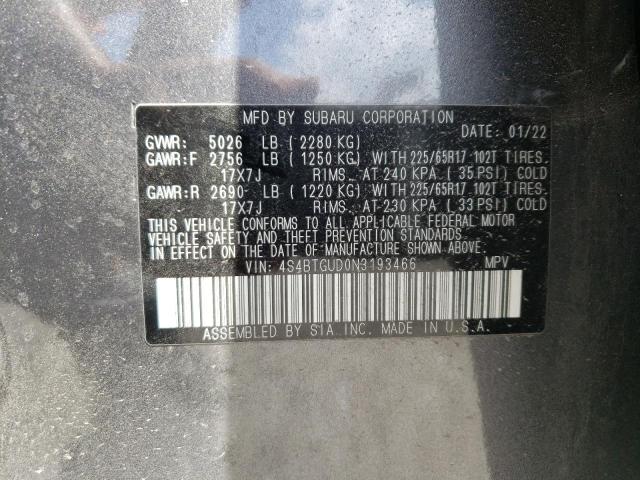 MFD BY SUBARU CORPORATION
DATE: 01/22
GVWR: 5026 LB ( 2280 KG)
GAWR:F 2756 LB ( 1250 KG) WITH 225/65R17 102T TIRES.
17X7J RIMS. AT 240 KPA ( 35 PSI) COLD
GAWR:R 2690 LB ( 1220 KG) WITH 225/65R17 102T TIRES.
17X7J RIMS. AT 230 KPA ( 33 PSI) COLD
THIS VEHICLE CONFORMS TO ALL APPLICABLE FEDERAL MOTOR
VEHICLE SAFETY AND THEFT PREVENTION STANDARDS
IN EFFECT ON THE DATE OF MANUFACTURE SHOWN ABOVE.
VIN: 4S4BTGUD0N3193466 MPV
ASSEMBLED BY SIA INC. MADE IN U.S.A.